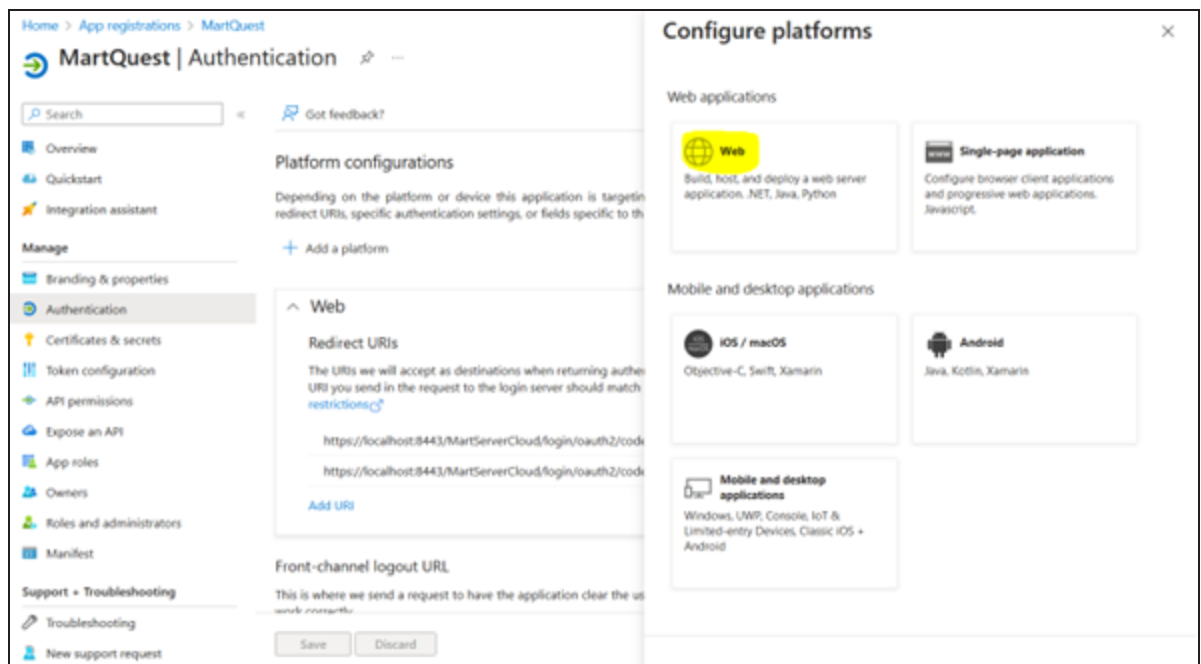 Home > App registrations > MartQuest
MartQuest | Authentication
Search
Got feedback?
Overview
Quickstart
Integration assistant
Manage
Branding & properties
Authentication
Certificates & secrets
Token configuration
API permissions
Expose an API
App roles
Owners
Roles and administrators
Manifest
Support + Troubleshooting
Troubleshooting
New support request
Platform configurations
Depending on the platform or device this application is targetin
redirect URIs, specific authentication settings, or fields specific to th
Add a platform
Web
Redirect URIs
The URIs we will accept as destinations when returning authe
URI you send in the request to the login server should match
restrictions
https://localhost:8443/MartServerCloud/login/oauth2/code
https://localhost:8443/MartServerCloud/login/oauth2/code
Add URI
Front-channel logout URL
This is where we send a request to have the application clear the us
work correctly.
Save Discard
Configure platforms
Web applications
Web
Build, host, and deploy a web server
application. .NET, Java, Python
Single-page application
Configure browser client applications
and progressive web applications.
Javascript.
Mobile and desktop applications
iOS / macOS
Objective-C, Swift, Xamarin
Android
Java, Kotlin, Xamarin
Mobile and desktop
applications
Windows, UWP, Console, IoT &
Limited-entry Devices, Classic iOS +
Android